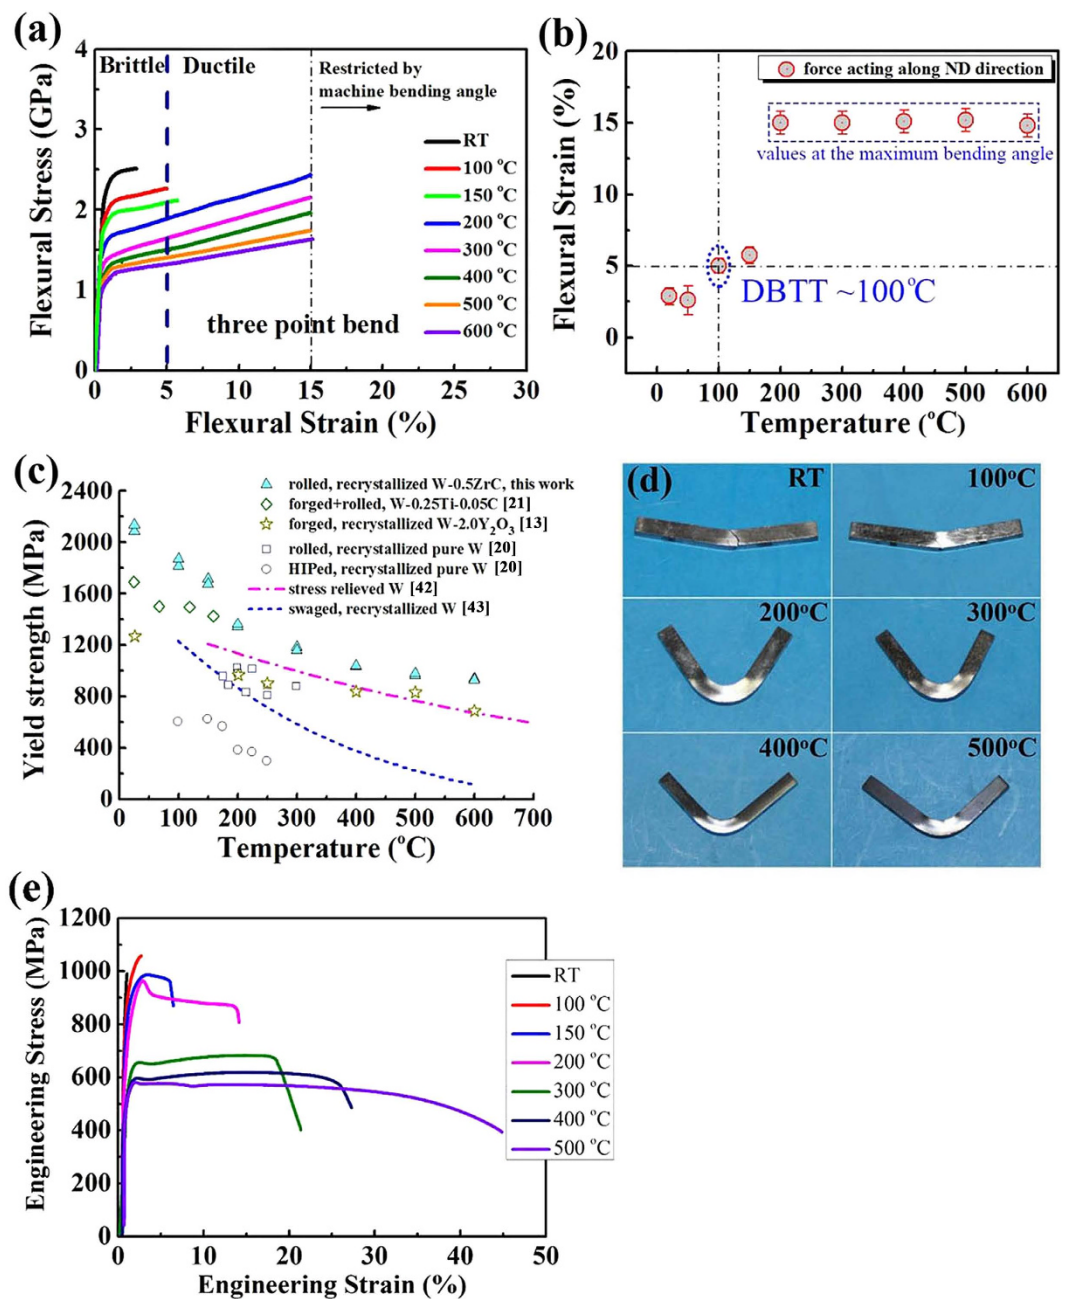 (a)
4
3
2
1
0
Flexural Stress (GPa)
Brittle
Ductile
Restricted by
machine bending angle
RT
100 °C
150 °C
200 °C
300 °C
400 °C
500 °C
600 °C
three point bend
0 5 10 15 20 25 30
Flexural Strain (%)
(b)
20
15
10
5
0
Flexural Strain (%)
force acting along ND direction
values at the maximum bending angle
DBTT ~100°C
0 100 200 300 400 500 600
Temperature (°C)
(c)
2400
2000
1600
1200
800
400
0
Yield strength (MPa)
rolled, recrystallized W-0.5ZrC, this work
forged+rolled, W-0.25Ti-0.05C [21]
forged, recrystallized W-2.0Y₂O₃ [13]
rolled, recrystallized pure W [20]
HIPed, recrystallized pure W [20]
stress relieved W [42]
swaged, recrystallized W [43]
0 100 200 300 400 500 600 700
Temperature (°C)
(d)
RT
100°C
200°C
300°C
400°C
500°C
(e)
1200
1000
800
600
400
200
0
Engineering Stress (MPa)
RT
100 °C
150 °C
200 °C
300 °C
400 °C
500 °C
0 10 20 30 40 50
Engineering Strain (%)